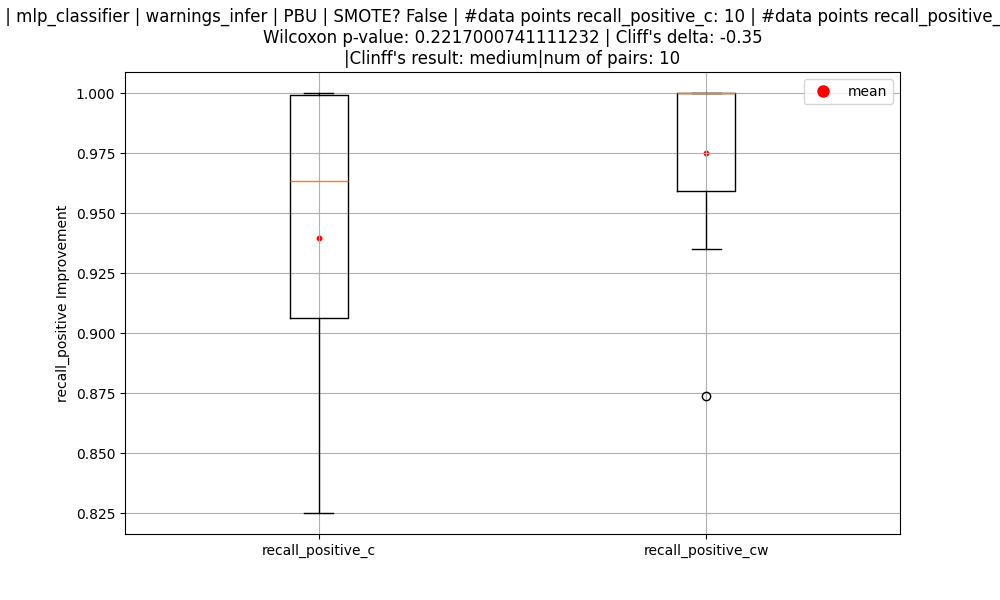 | mlp_classifier | warnings_infer | PBU | SMOTE? False | #data points recall_positive_c: 10 | #data points recall_positive_
Wilcoxon p-value: 0.2217000741111232 | Cliff's delta: -0.35
|Clinff's result: medium|num of pairs: 10
mean
1.000
0.975
0.950
0.925
0.900
0.875
0.850
0.825
recall_positive Improvement
recall_positive_c
recall_positive_cw